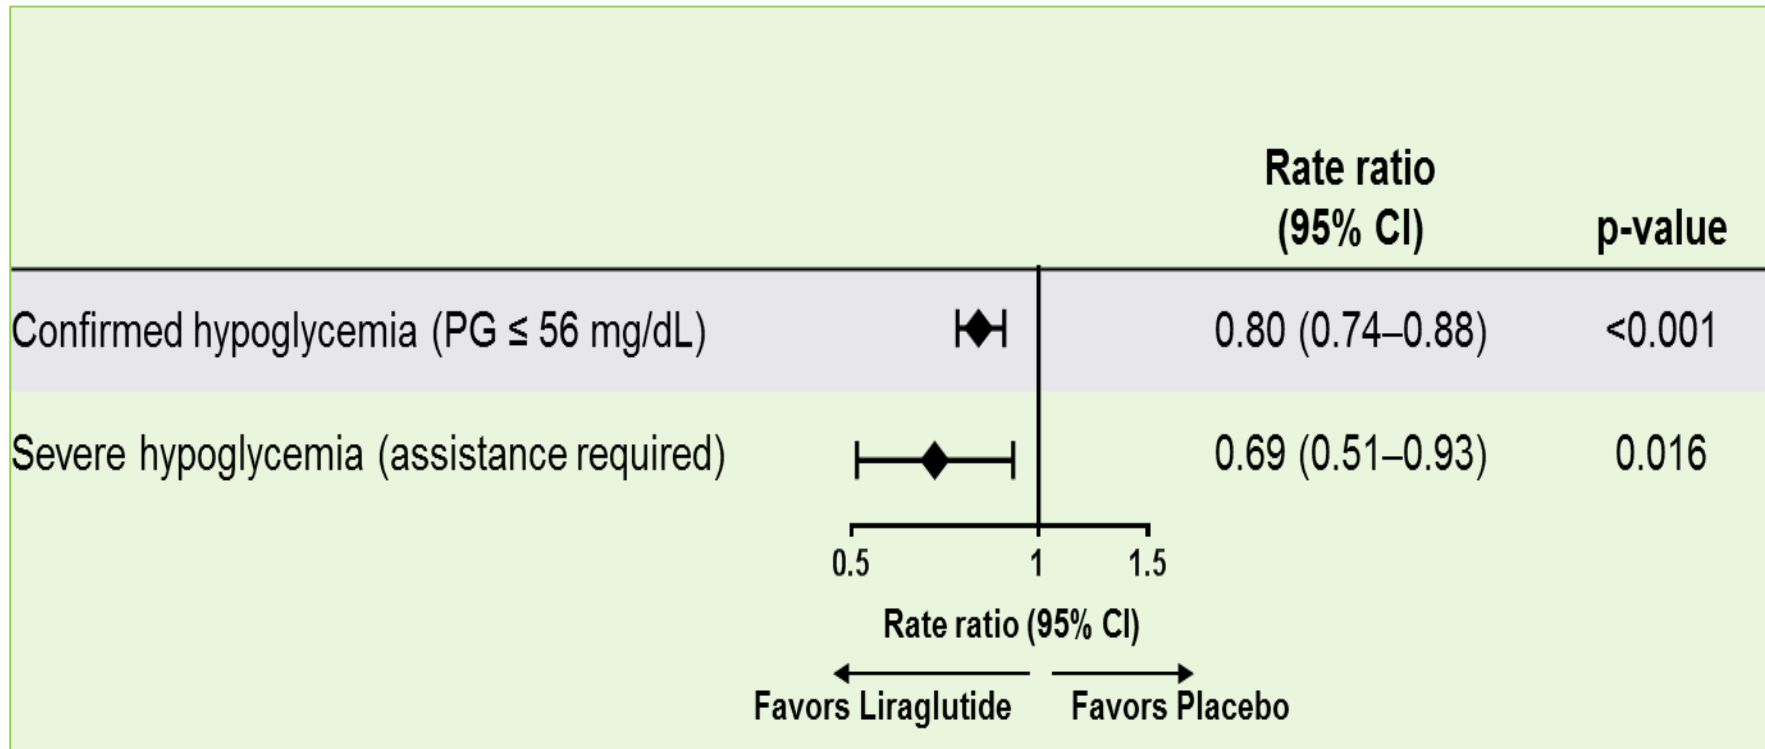 Rate ratio
(95% CI)
p-value
Confirmed hypoglycemia (PG ≤ 56 mg/dL)
0.80 (0.74–0.88)
<0.001
Severe hypoglycemia (assistance required)
0.69 (0.51–0.93)
0.016
0.5
1
1.5
Rate ratio (95% CI)
Favors Liraglutide
Favors Placebo